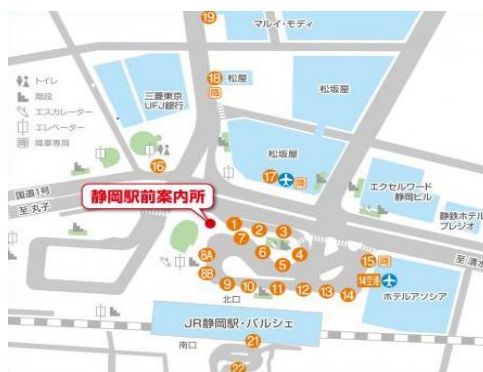 19
マルイ・モディ
トイレ
階段
エスカレーター
エレベーター
降 降車専用
三菱東京
UFJ銀行
18 松屋
降
松坂屋
松坂屋
16
17 降
エクセルワード
静岡ビル
静鉄ホテル
プレジオ
国道1号
至丸子
静岡駅前案内所
1
2
3
7
6
4
5
8A
8B
9
10
11
12
13
14
15 降
14空港
至清水
北口
ホテルアソシア
JR静岡駅・パルシェ
南口
21
22